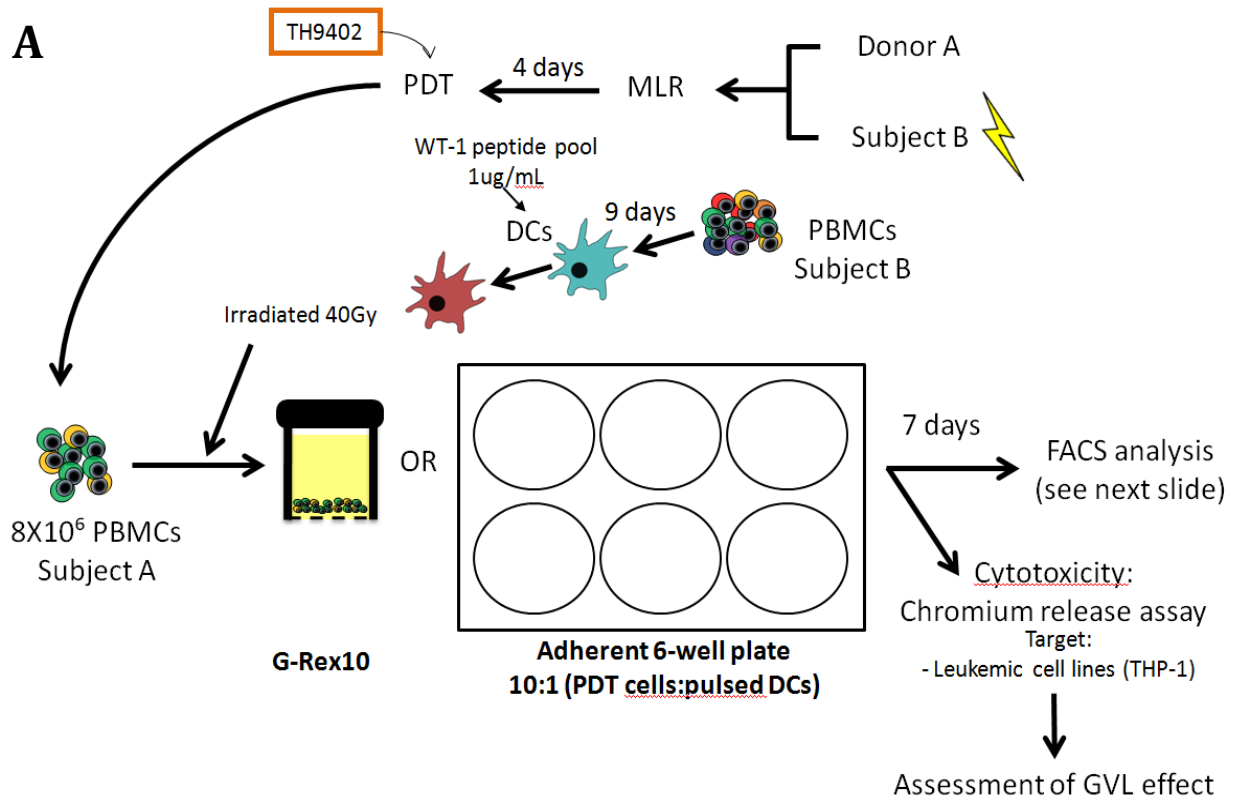 A
TH9402
PDT
4 days
MLR
Donor A
Subject B
WT-1 peptide pool
1ug/mL
DCs
9 days
PBMCs
Subject B
Irradiated 40Gy
8X10⁶ PBMCs
Subject A
OR
G-Rex10
Adherent 6-well plate
10:1 (PDT cells:pulsed DCs)
7 days
FACS analysis
(see next slide)
Cytotoxicity:
Chromium release assay
Target:
- Leukemic cell lines (THP-1)
Assessment of GVL effect